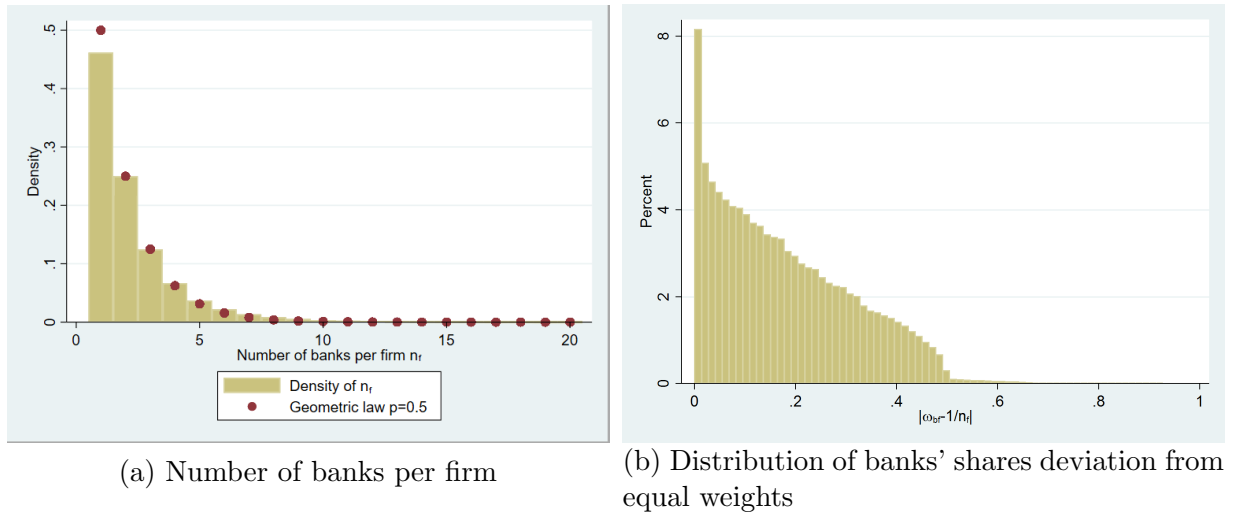 .5
.4
.3
.2
.1
0
Density
0 5 10 15 20
Number of banks per firm nf
Density of nf
Geometric law p=0.5
(a) Number of banks per firm
8
6
4
2
0
Percent
0 .2 .4 .6 .8 1
|ωbf-1/nf|
(b) Distribution of banks' shares deviation from
equal weights